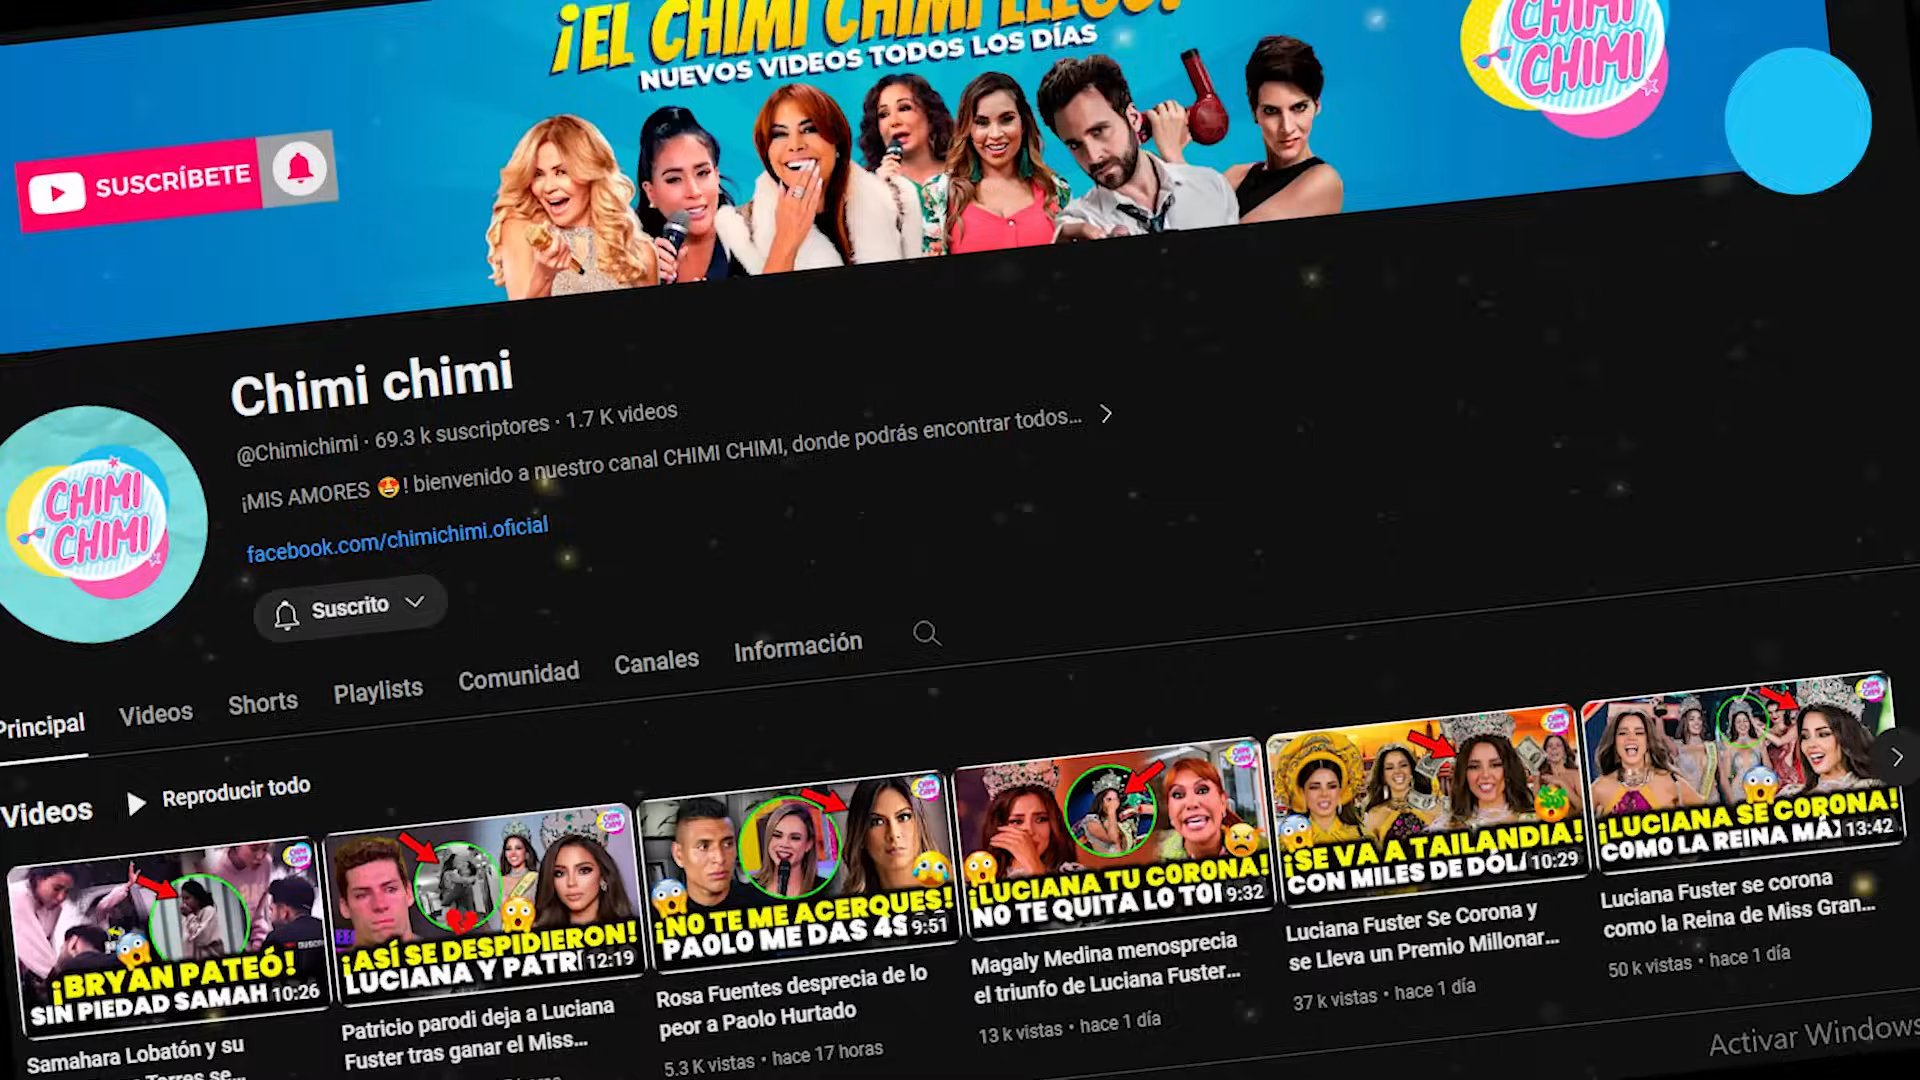 ¡EL CHIMI CHIMI LLEGÓ!
NUEVOS VIDEOS TODOS LOS DÍAS
CHIMI
CHIMI
SUSCRÍBETE
Chimi chimi
@Chimichimi · 69.3 k suscriptores · 1.7 K videos
¡MIS AMORES 😍! bienvenido a nuestro canal CHIMI CHIMI, donde podrás encontrar todos...
facebook.com/chimichimi.oficial
CHIMI
CHIMI
Suscrito
Principal Videos Shorts Playlists Comunidad Canales Información
Videos Reproducir todo
¡BRYAN PATEÓ!
SIN PIEDAD SAMAH
10:26
Samahara Lobatón y su
Torres se...
¡ASÍ SE DESPIDIERON!
LUCIANA Y PATRI
12:19
Patricio parodi deja a Luciana
Fuster tras ganar el Miss...
¡NO TE ME ACERQUES!
PAOLO ME DAS 4S
9:51
Rosa Fuentes desprecia de lo
peor a Paolo Hurtado
5.3 K vistas • hace 17 horas
¡LUCIANA TU C0R0NA!
NO TE QUITA L0 TO
9:32
Magaly Medina menosprecia
el triunfo de Luciana Fuster...
13 k vistas • hace 1 día
¡SE VA A TAILANDIA!
CON MILES DE DÓL
10:29
Luciana Fuster Se Corona y
se Lleva un Premio Millonar...
37 k vistas • hace 1 día
¡LUCIANA SE C0R0NA!
C0M0 LA REINA MÁ
13:42
Luciana Fuster se corona
como la Reina de Miss Gran...
50 k vistas • hace 1 día
Activar Windows